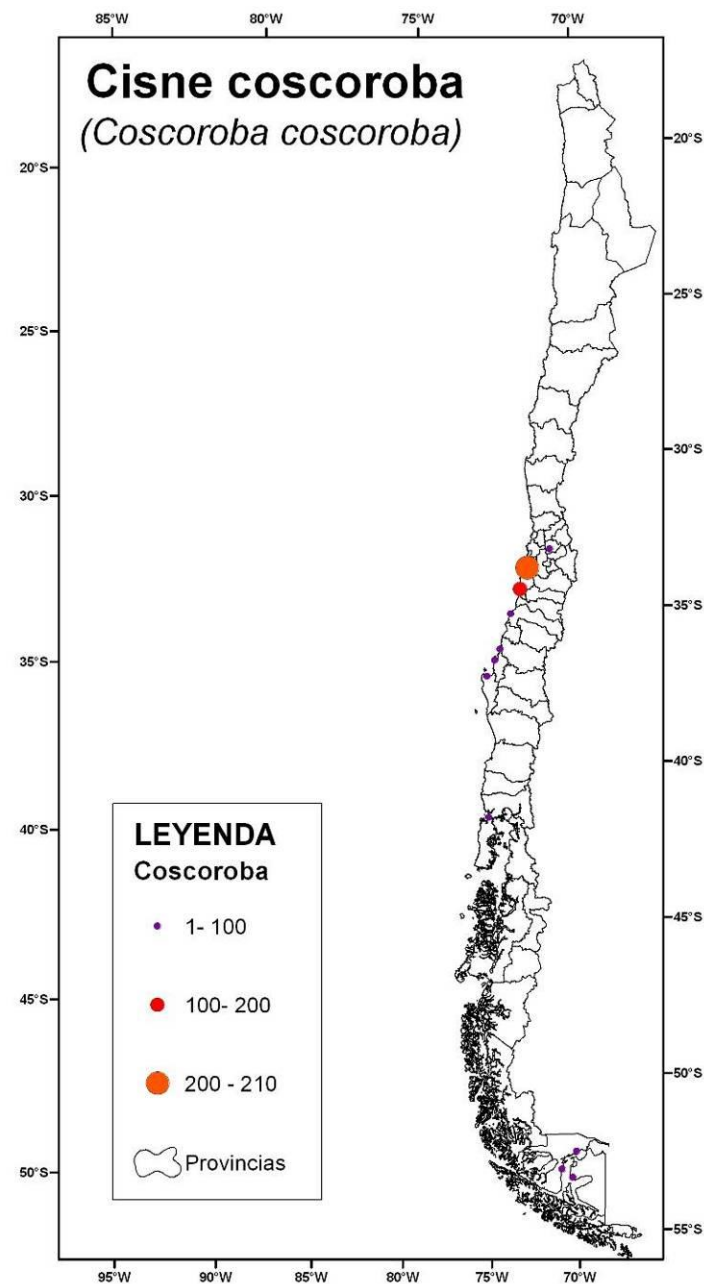 85°W 80°W 75°W 70°W
Cisne coscoroba
(Coscoroba coscoroba)
20°S
25°S
30°S
35°S
40°S
45°S
50°S
20°S
25°S
30°S
35°S
40°S
45°S
50°S
55°S
LEYENDA
Coscoroba
1- 100
100- 200
200 - 210
Provincias
95°W 90°W 85°W 80°W 75°W 70°W